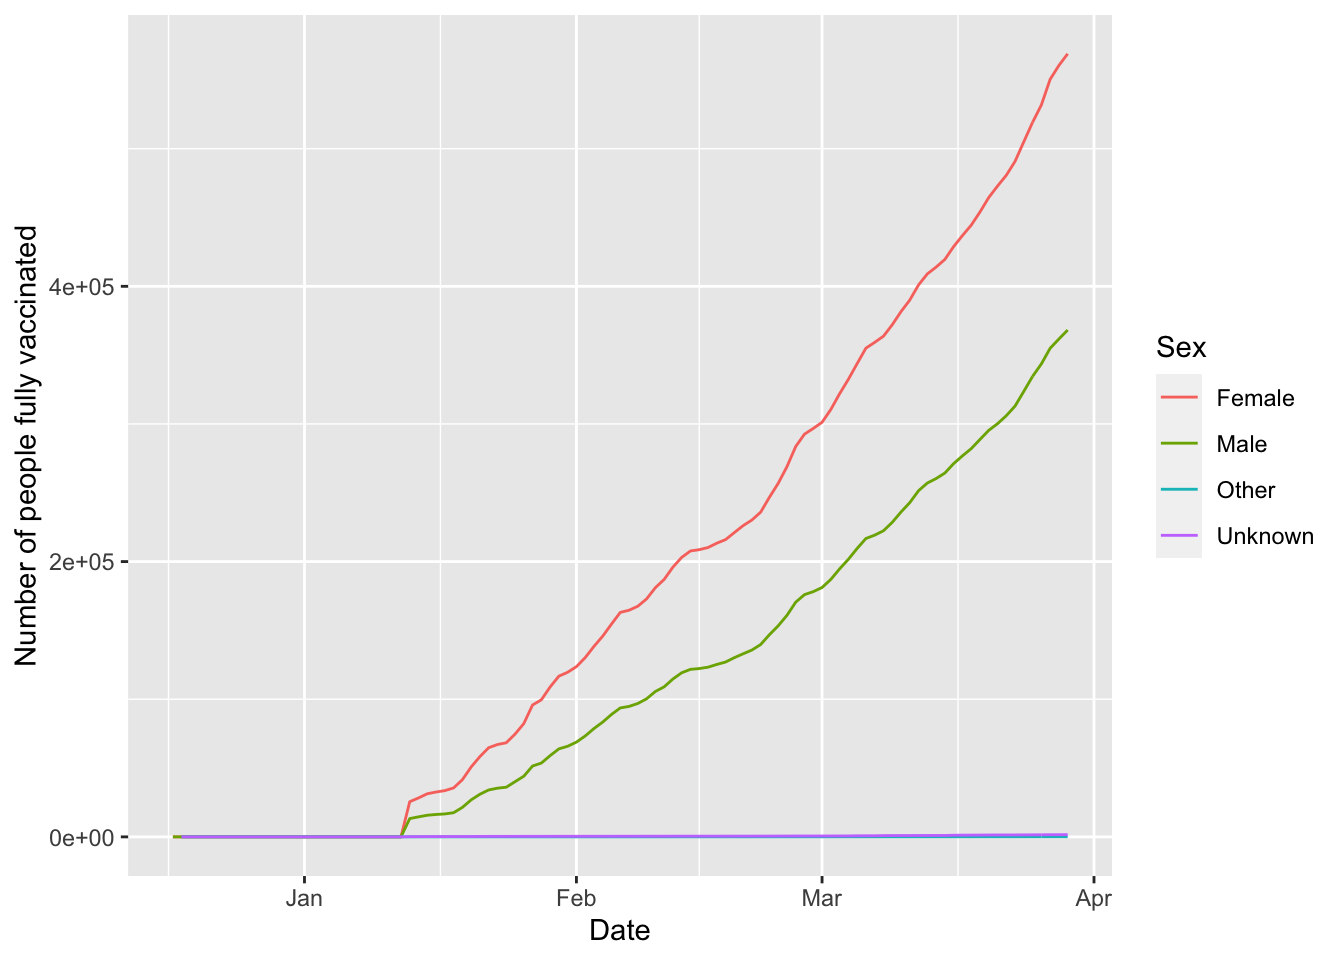 Number of people fully vaccinated
4e+05
2e+05
0e+00
Jan
Feb
Mar
Apr
Date
Sex
Female
Male
Other
Unknown